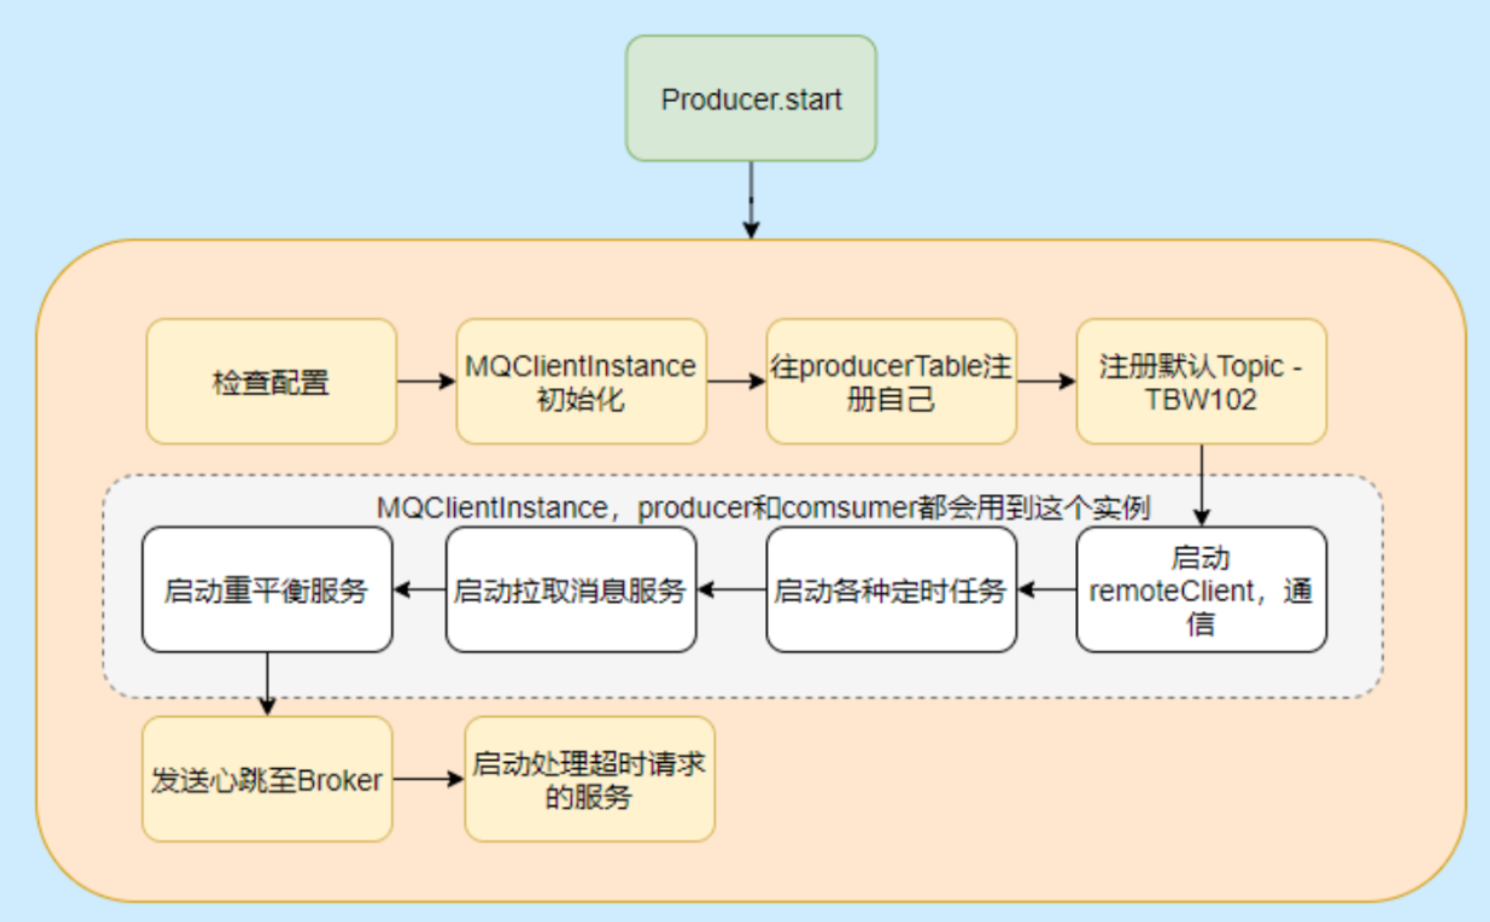 Producer.start
检查配置
MQClientInstance
初始化
往producerTable注
册自己
注册默认Topic -
TBW102
MQClientInstance，producer和comsumer都会用到这个实例
启动
remoteClient，通
信
启动各种定时任务
启动拉取消息服务
启动重平衡服务
发送心跳至Broker
启动处理超时请求
的服务